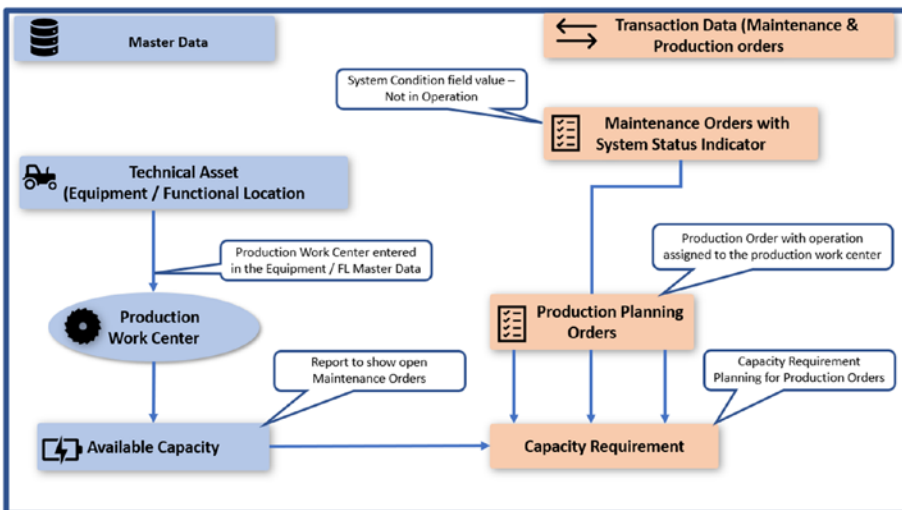 Master Data
Transaction Data (Maintenance &
Production orders
System Condition field value –
Not in Operation
Maintenance Orders with
System Status Indicator
Technical Asset
(Equipment / Functional Location
Production Work Center entered
in the Equipment / FL Master Data
Production Order with operation
assigned to the production work center
Production
Work Center
Production Planning
Orders
Report to show open
Maintenance Orders
Capacity Requirement
Planning for Production Orders
Available Capacity
Capacity Requirement